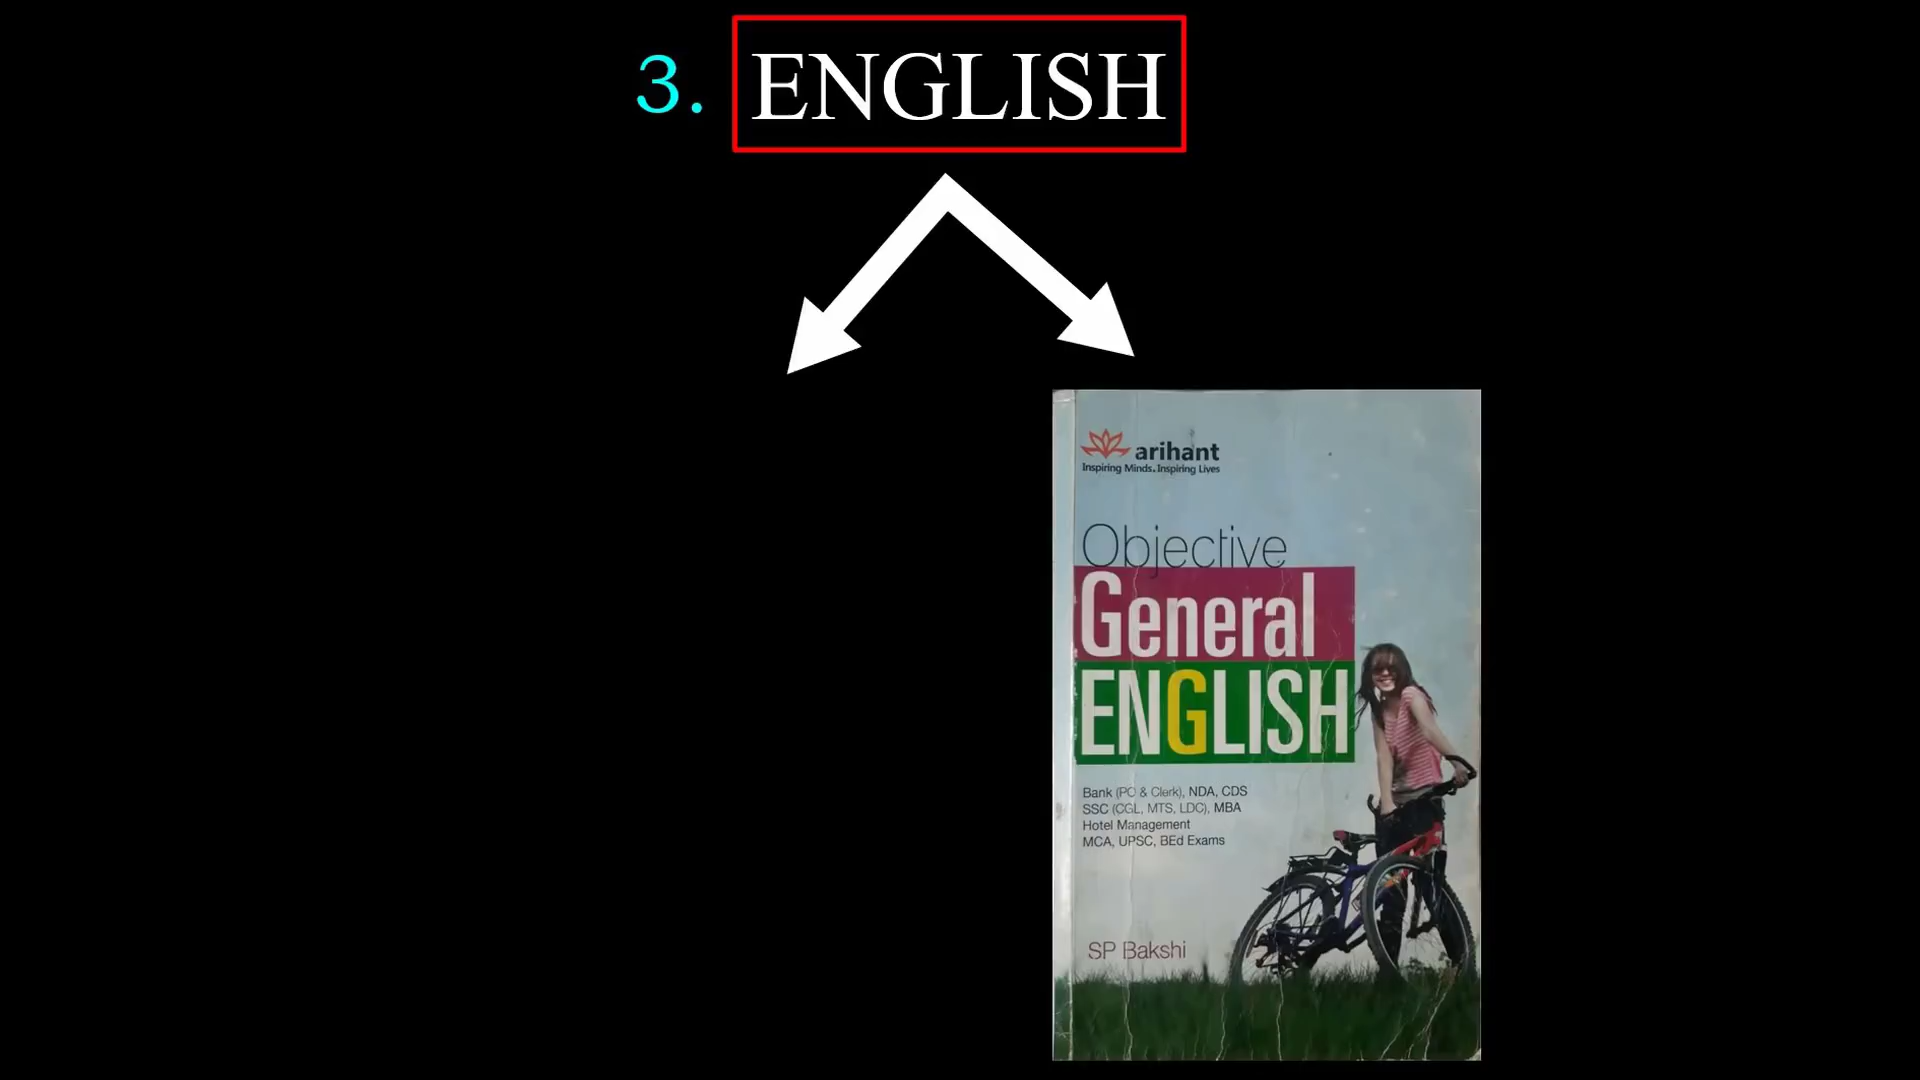 3. ENGLISH
arihant
Inspiring Minds. Inspiring Lives
Objective
General
ENGLISH
Bank (PO & Clerk), NDA, CDS
SSC (CGL, MTS, LDC), MBA
Hotel Management
MCA, UPSC, BEd Exams
SP Bakshi